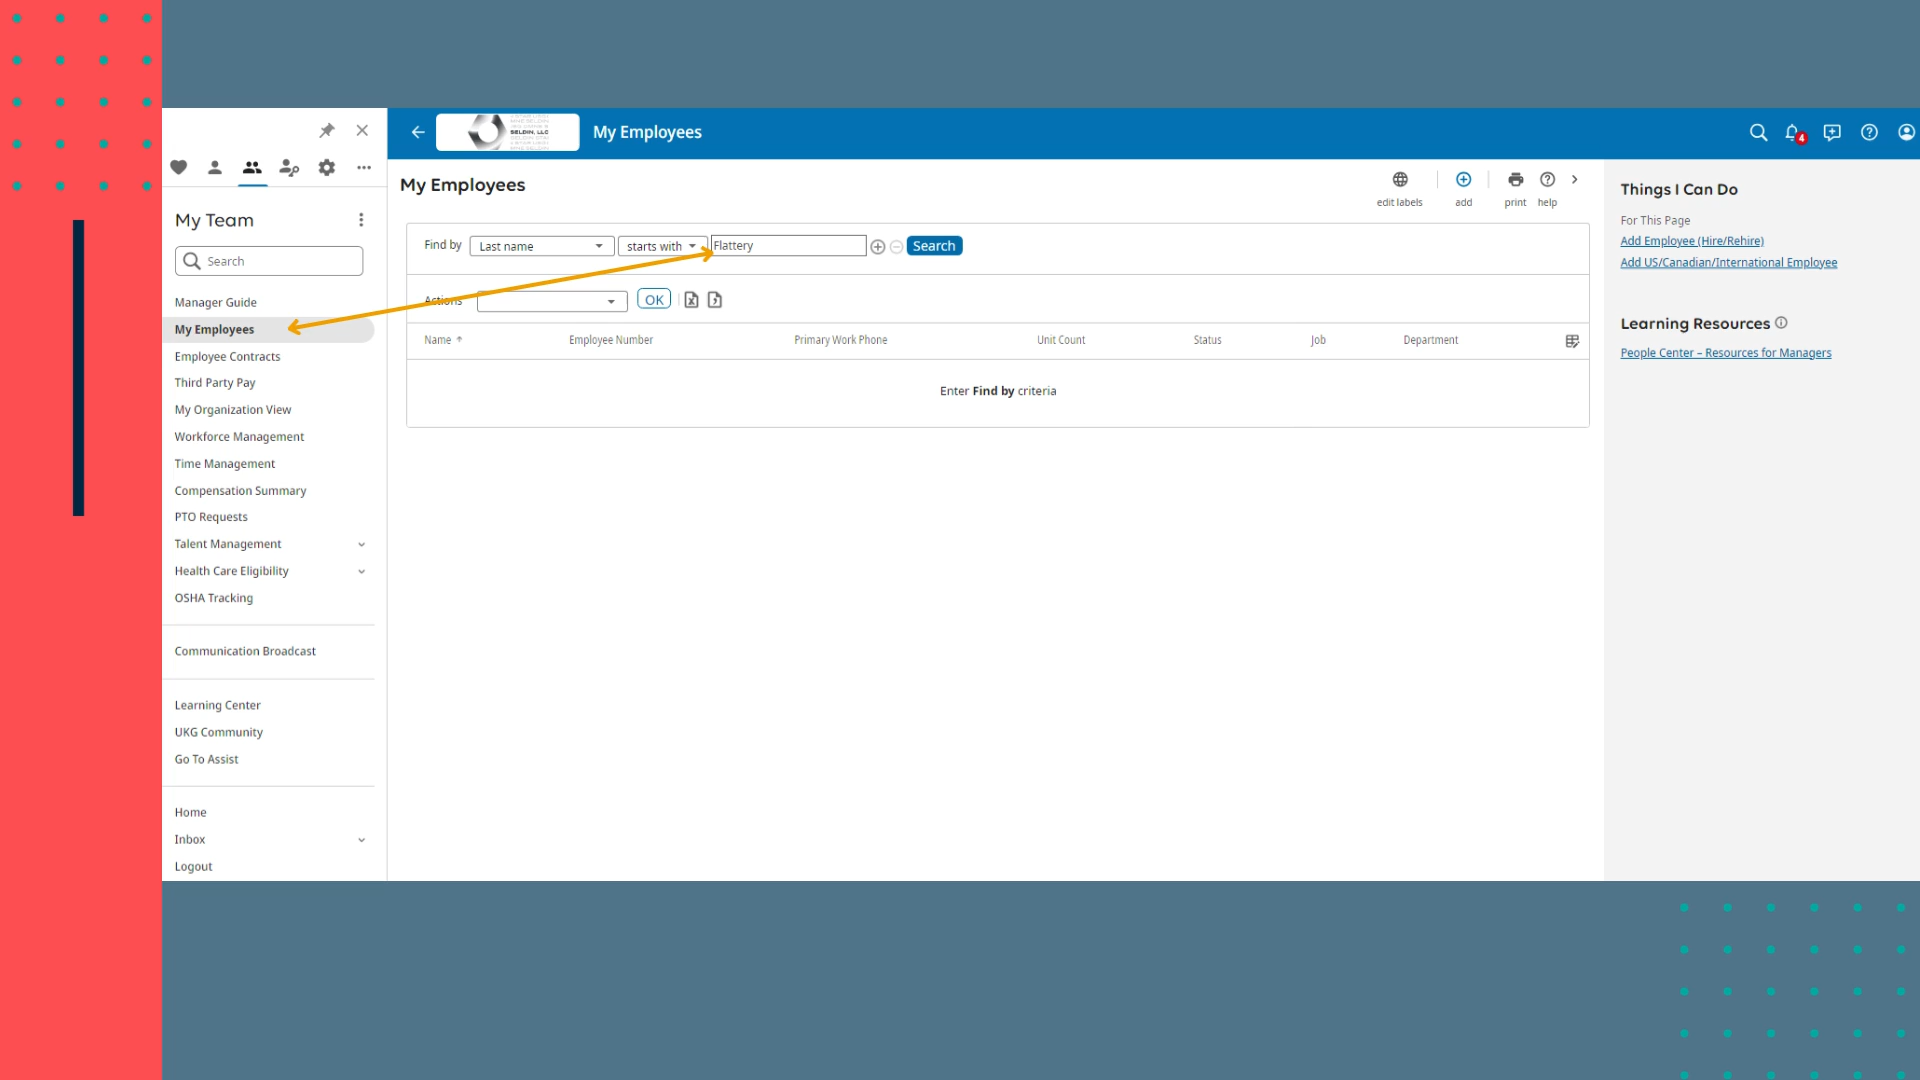 SELDIN, LLC
My Employees
4
My Team
Search
Manager Guide
My Employees
Employee Contracts
Third Party Pay
My Organization View
Workforce Management
Time Management
Compensation Summary
PTO Requests
Talent Management
Health Care Eligibility
OSHA Tracking
Communication Broadcast
Learning Center
UKG Community
Go To Assist
Home
Inbox
Logout
My Employees
edit labels
add
print
help
Find by
Last name
starts with
Flattery
Search
Actions
OK
Name
Employee Number
Primary Work Phone
Unit Count
Status
Job
Department
Enter Find by criteria
Things I Can Do
For This Page
Add Employee (Hire/Rehire)
Add US/Canadian/International Employee
Learning Resources
People Center – Resources for Managers